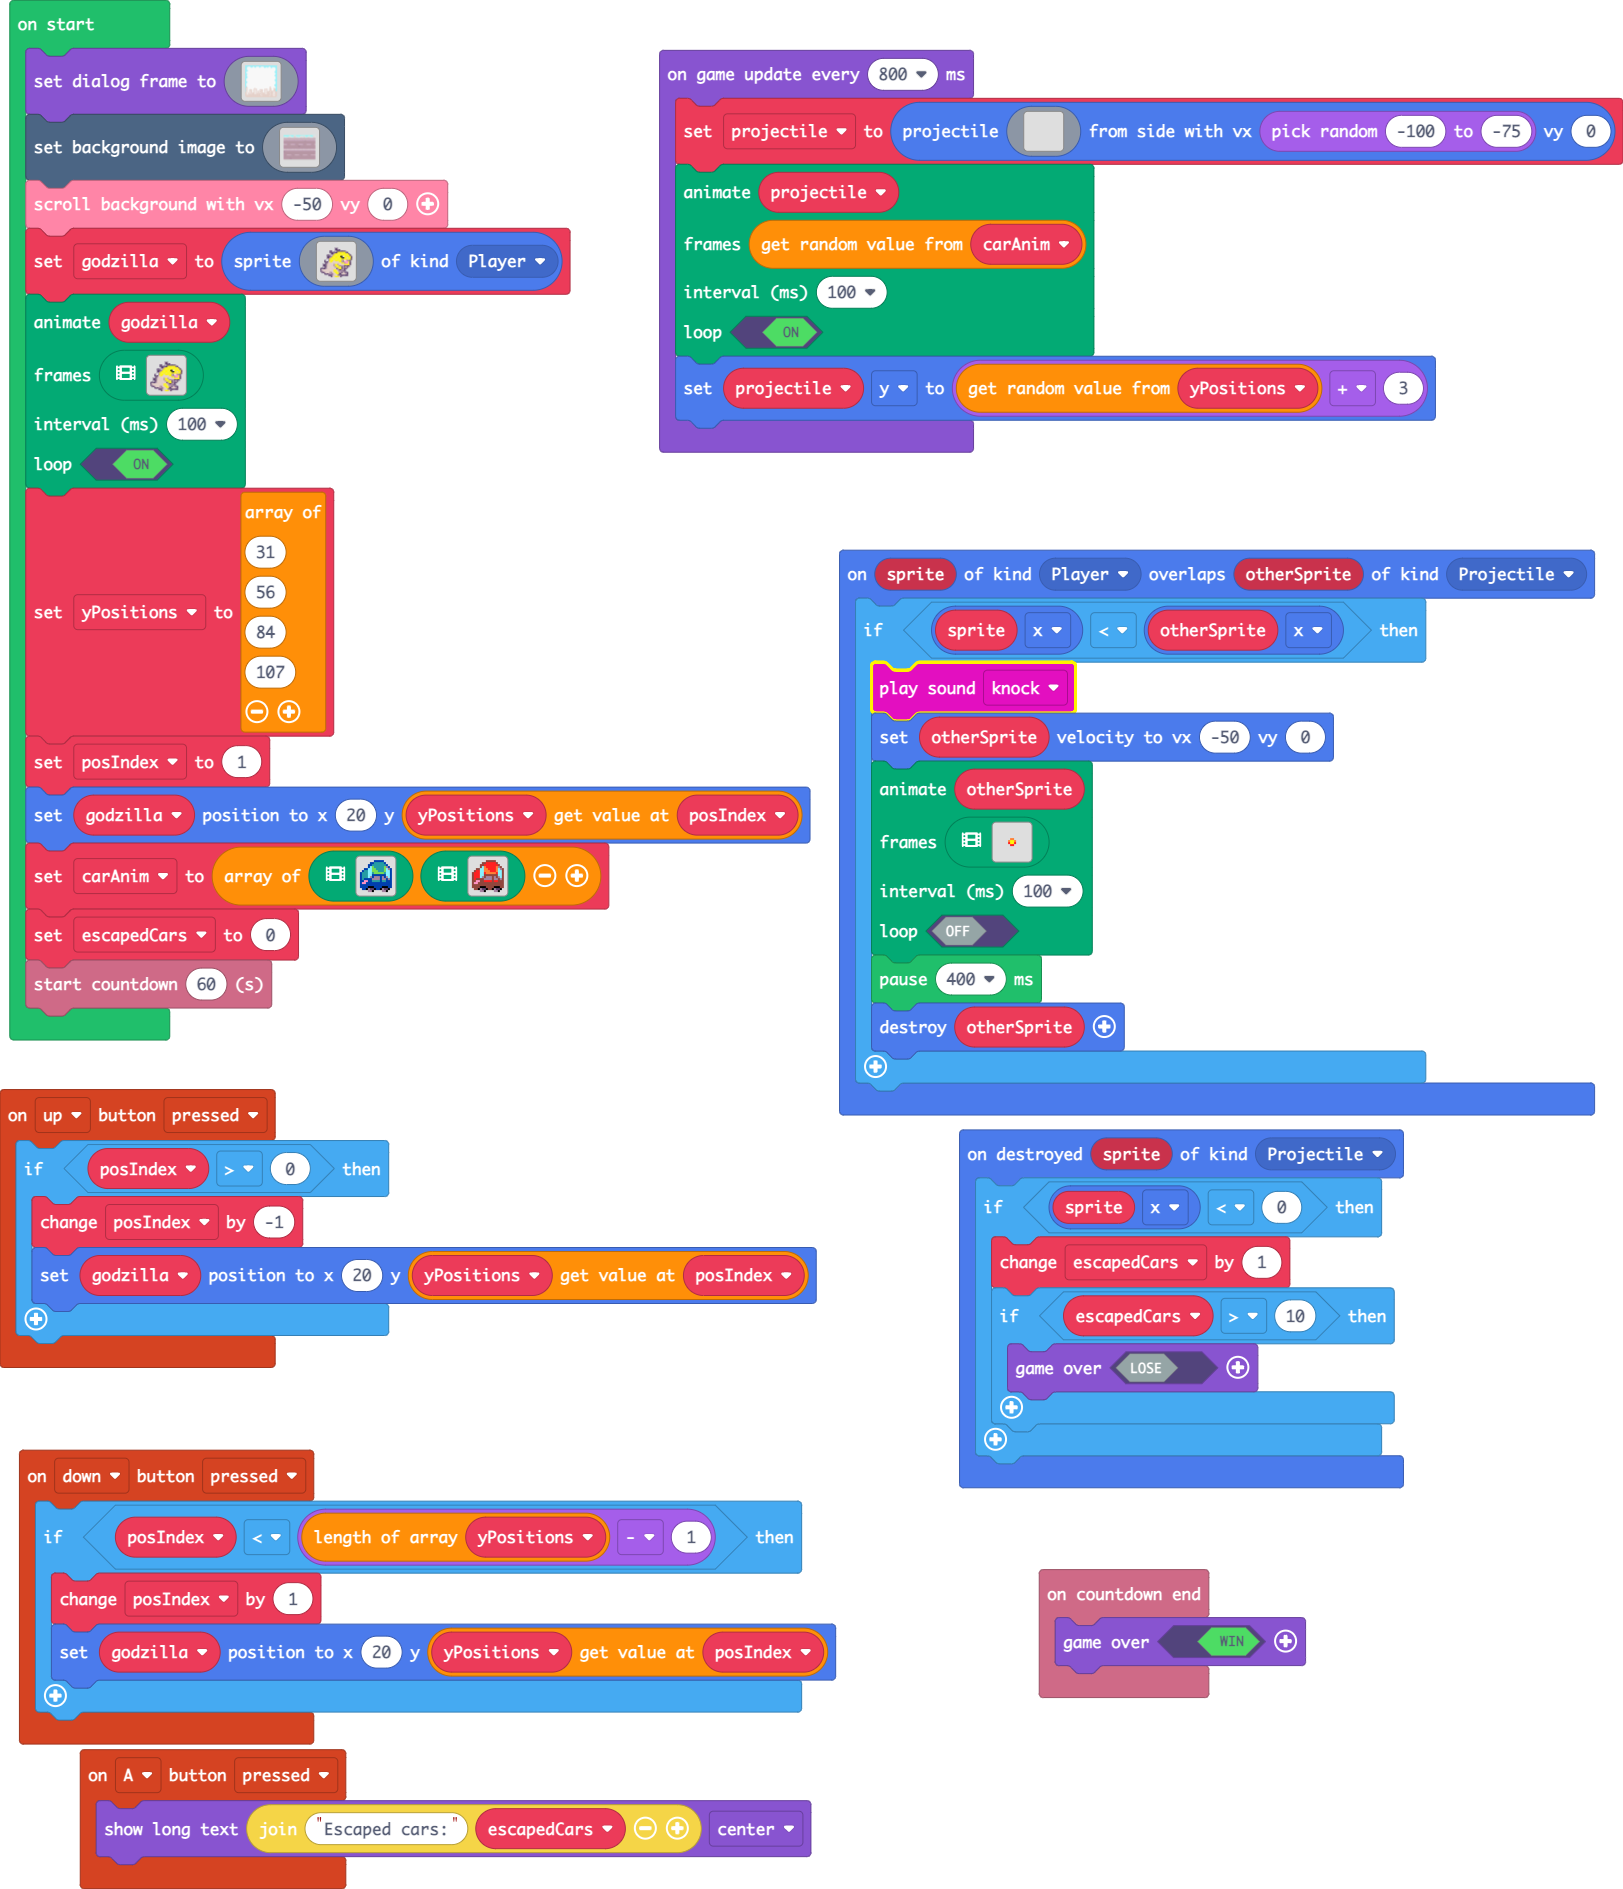 on start
set dialog frame to
set background image to
scroll background with vx -50 vy 0
set godzilla to sprite of kind Player
animate godzilla
frames
interval (ms) 100
loop ON
set yPositions to array of
31
56
84
107
set posIndex to 1
set godzilla position to x 20 y yPositions get value at posIndex
set carAnim to array of
set escapedCars to 0
start countdown 60 (s)
on game update every 800 ms
set projectile to projectile from side with vx pick random -100 to -75 vy 0
animate projectile
frames get random value from carAnim
interval (ms) 100
loop ON
set projectile y to get random value from yPositions + 3
on sprite of kind Player overlaps otherSprite of kind Projectile
if sprite x < otherSprite x then
play sound knock
set otherSprite velocity to vx -50 vy 0
animate otherSprite
frames
interval (ms) 100
loop OFF
pause 400 ms
destroy otherSprite
on up button pressed
if posIndex > 0 then
change posIndex by -1
set godzilla position to x 20 y yPositions get value at posIndex
on destroyed sprite of kind Projectile
if sprite x < 0 then
change escapedCars by 1
if escapedCars > 10 then
game over LOSE
on down button pressed
if posIndex < length of array yPositions - 1 then
change posIndex by 1
set godzilla position to x 20 y yPositions get value at posIndex
on countdown end
game over WIN
on A button pressed
show long text join "Escaped cars:" escapedCars center